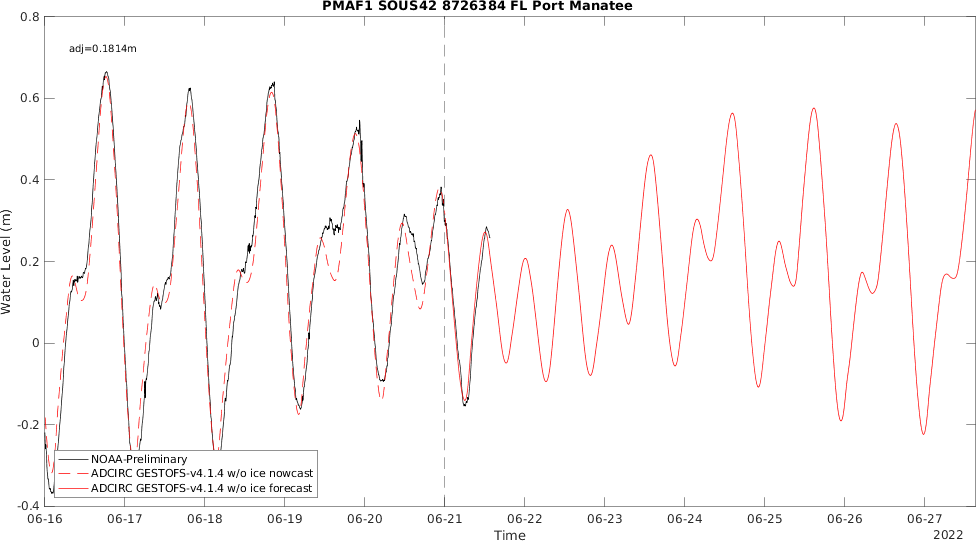 PMAF1 SOUS42 8726384 FL Port Manatee
0.8
adj=0.1814m
0.6
0.4
0.2
0
-0.2
-0.4
Water Level (m)
NOAA-Preliminary
ADCIRC GESTOFS-v4.1.4 w/o ice nowcast
ADCIRC GESTOFS-v4.1.4 w/o ice forecast
06-16 06-17 06-18 06-19 06-20 06-21 06-22 06-23 06-24 06-25 06-26 06-27
Time
2022